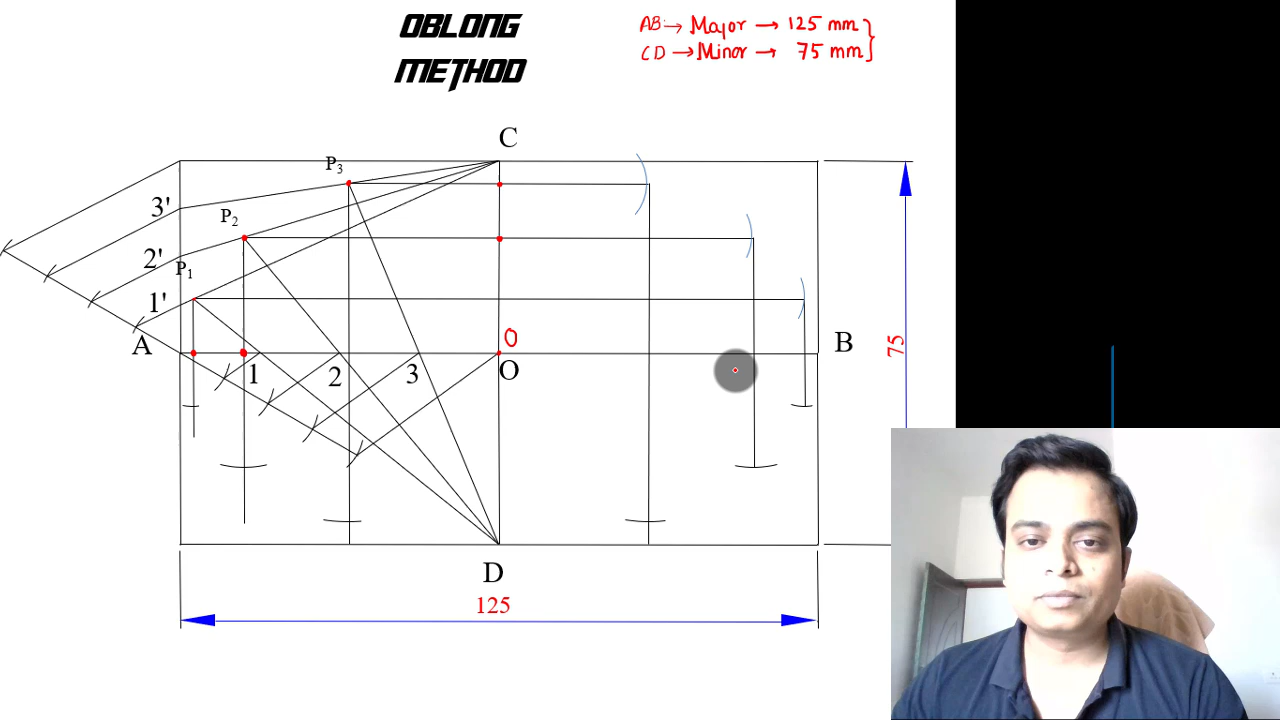 OBLONG
METHOD
AB → Major → 125 mm
CD → Minor → 75 mm
C
P3
3'
P2
2'
P1
1'
O
A
B
1
2
3
O
75
D
125